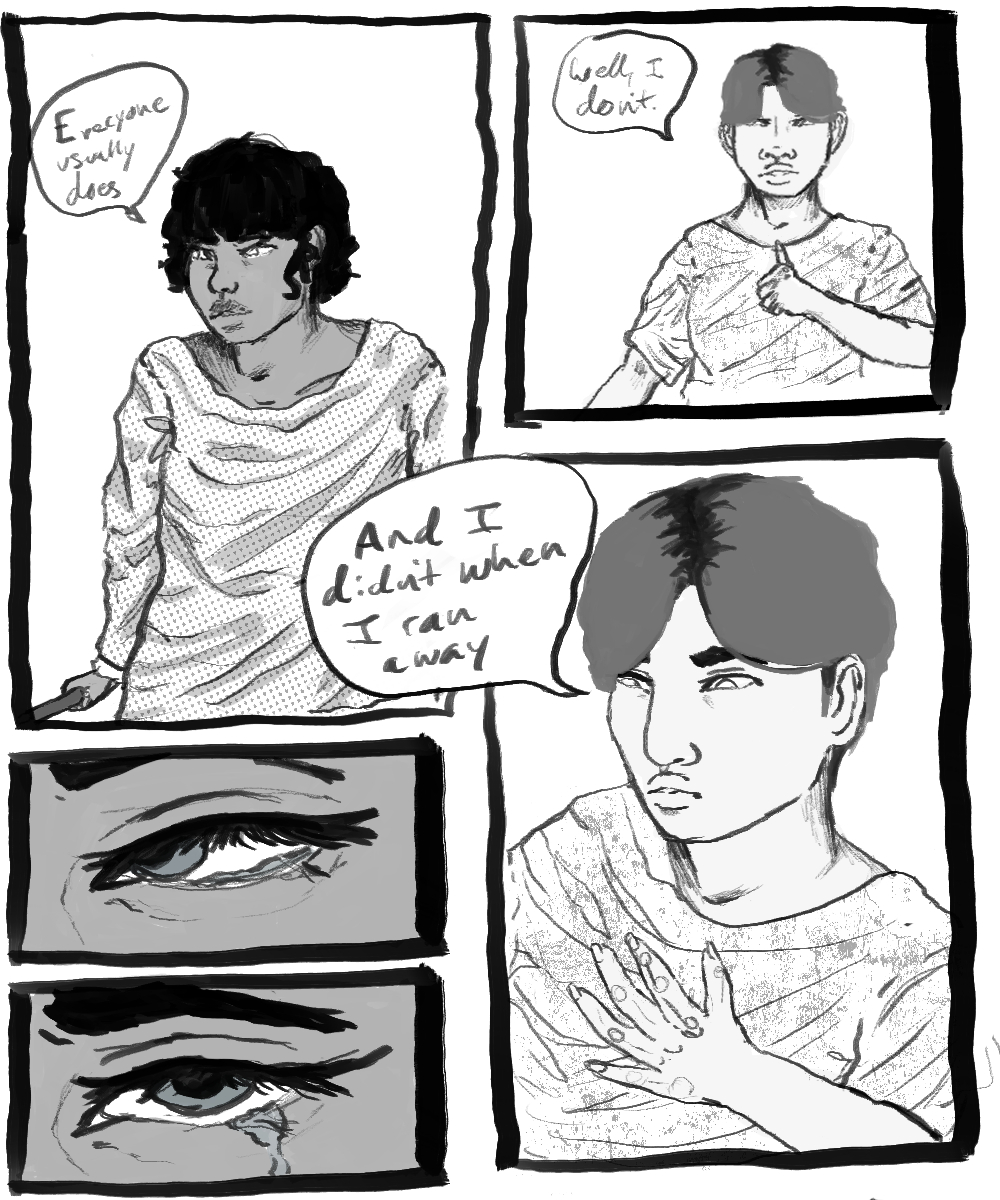 Everyone
usually
does
Well, I
don't.
And I
didn't when
I ran
away